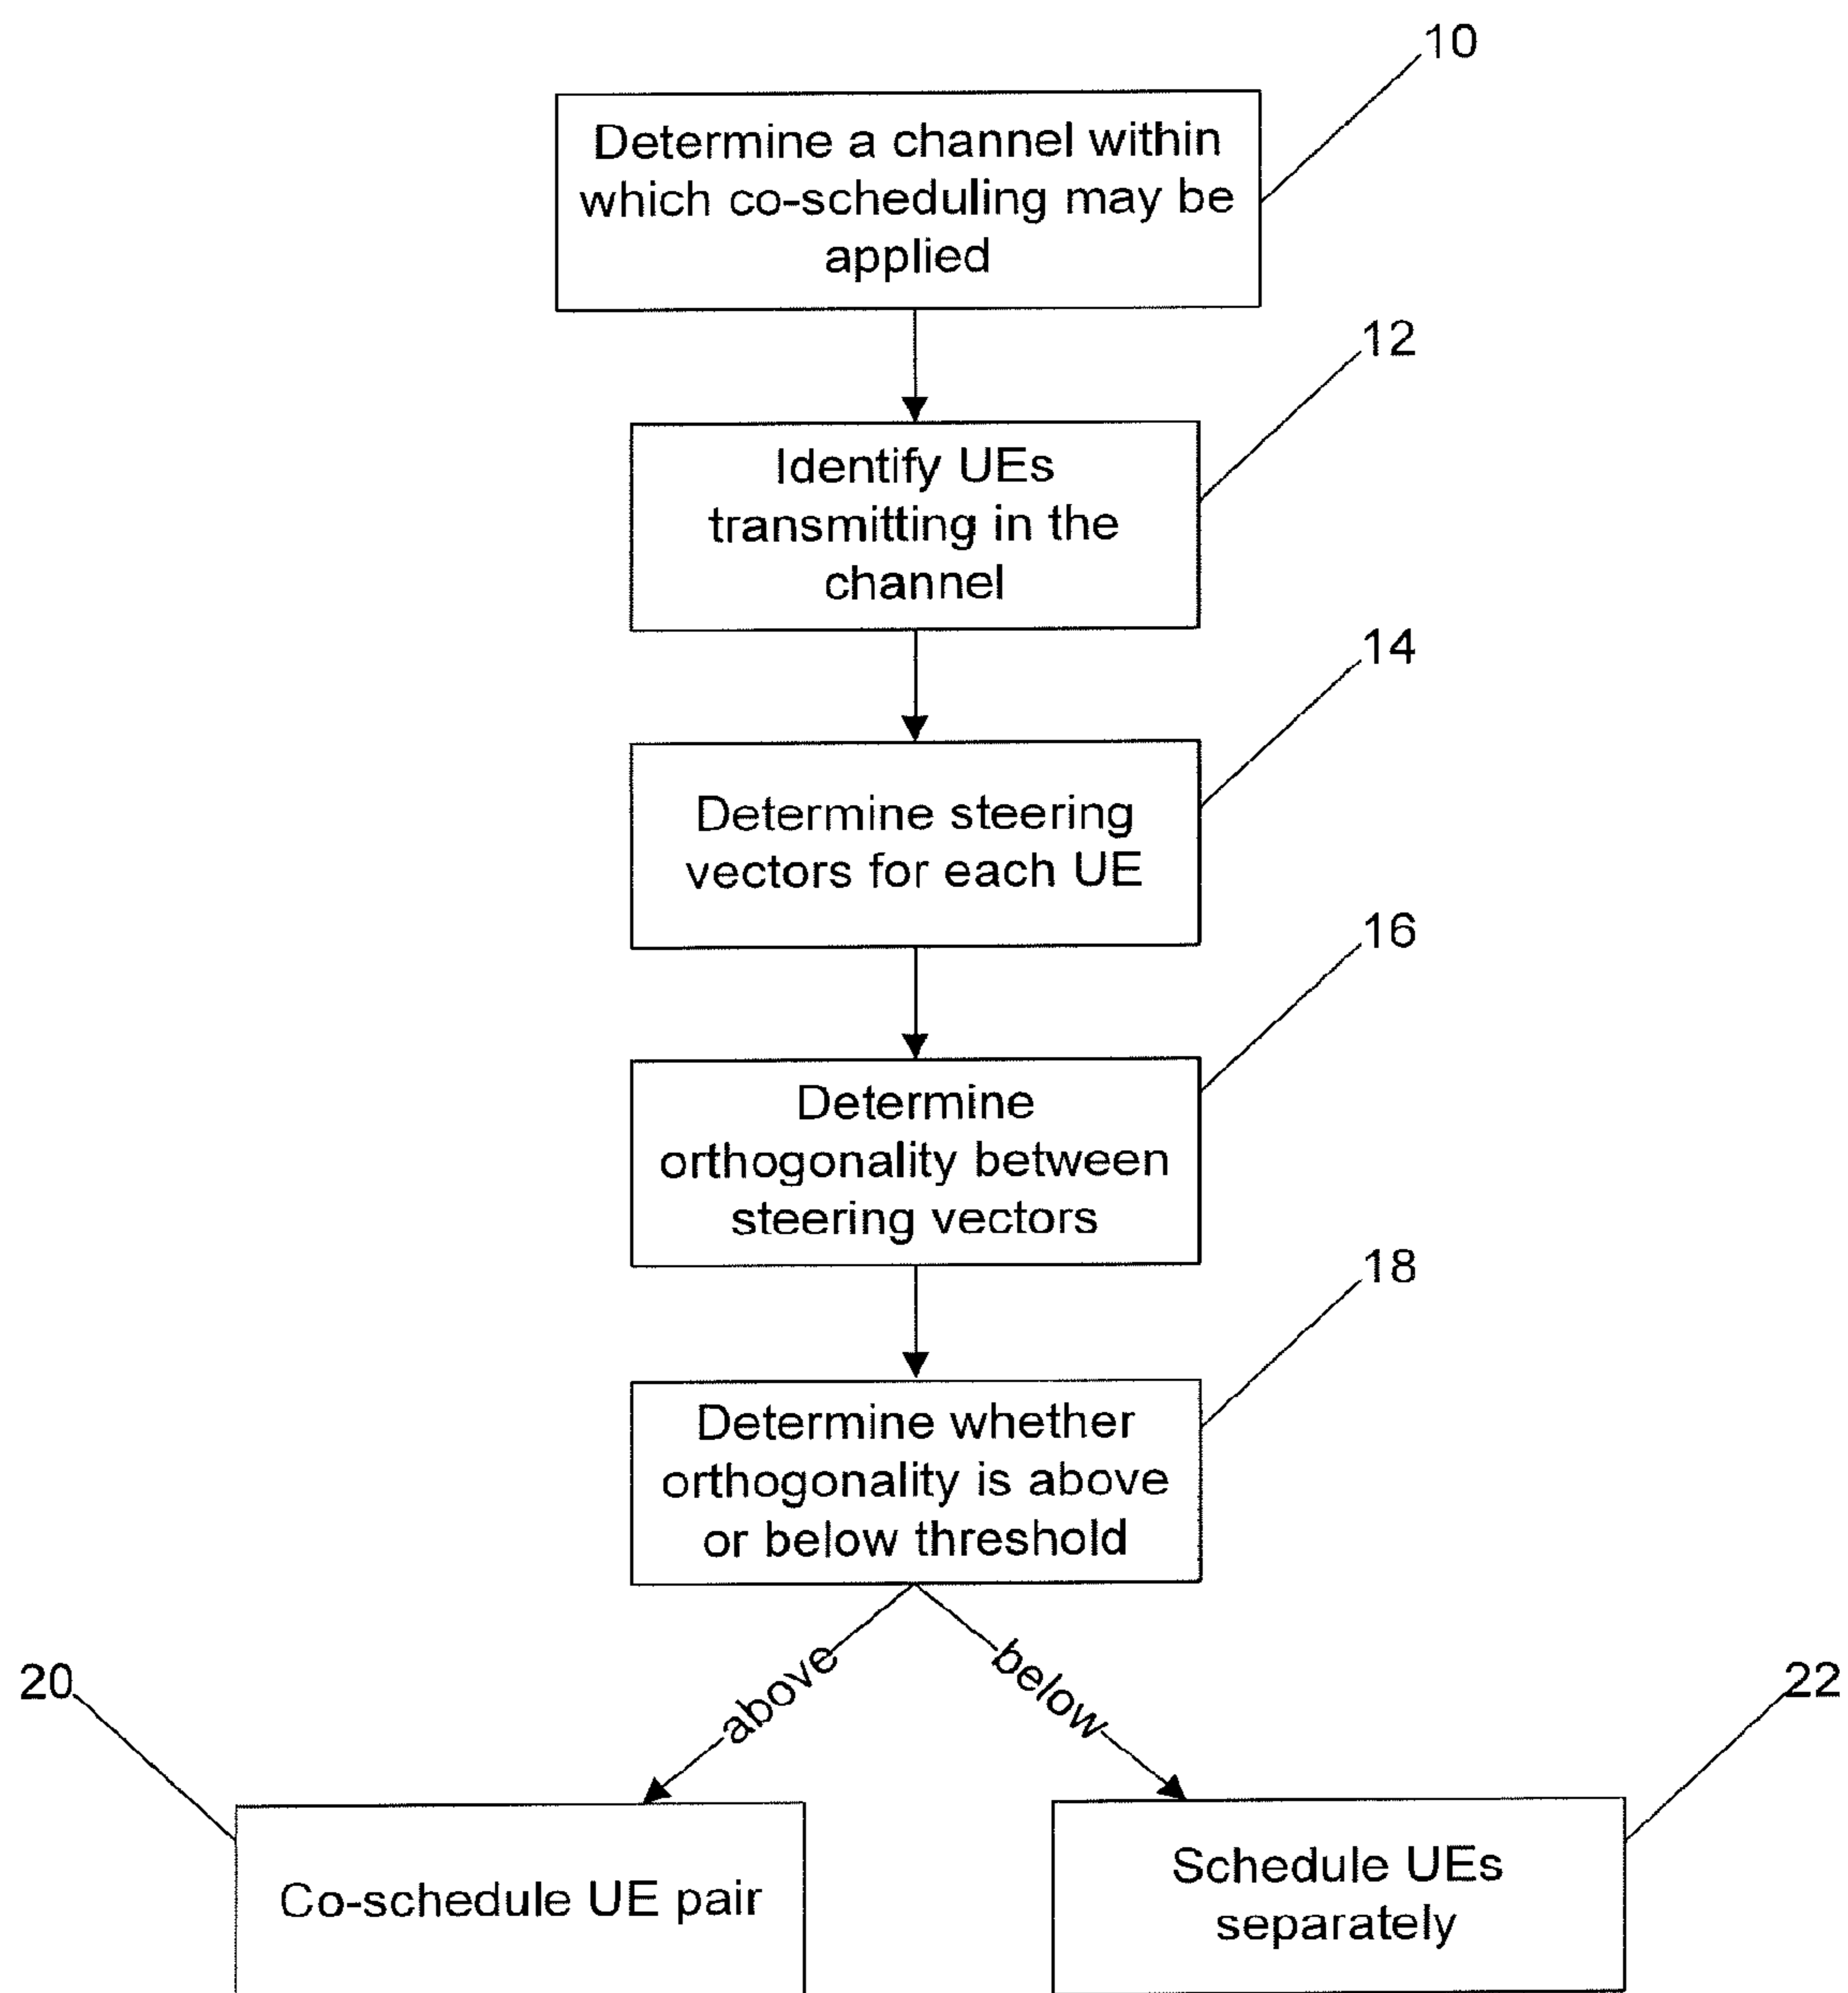 10
Determine a channel within
which co-scheduling may be
applied
12
Identify UEs
transmitting in the
channel
14
Determine steering
vectors for each UE
16
Determine
orthogonality between
steering vectors
18
Determine whether
orthogonality is above
or below threshold
above
below
20
22
Co-schedule UE pair
Schedule UEs
separately